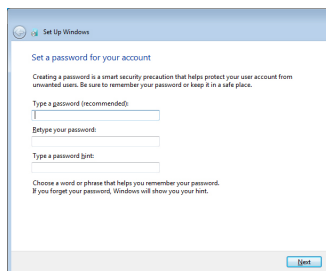 Set Up Windows
Set a password for your account
Creating a password is a smart security precaution that helps protect your user account from
unwanted users. Be sure to remember your password or keep it in a safe place.
Type a password (recommended):
Retype your password:
Type a password hint:
Choose a word or phrase that helps you remember your password.
If you forget your password, Windows will show you your hint.
Next